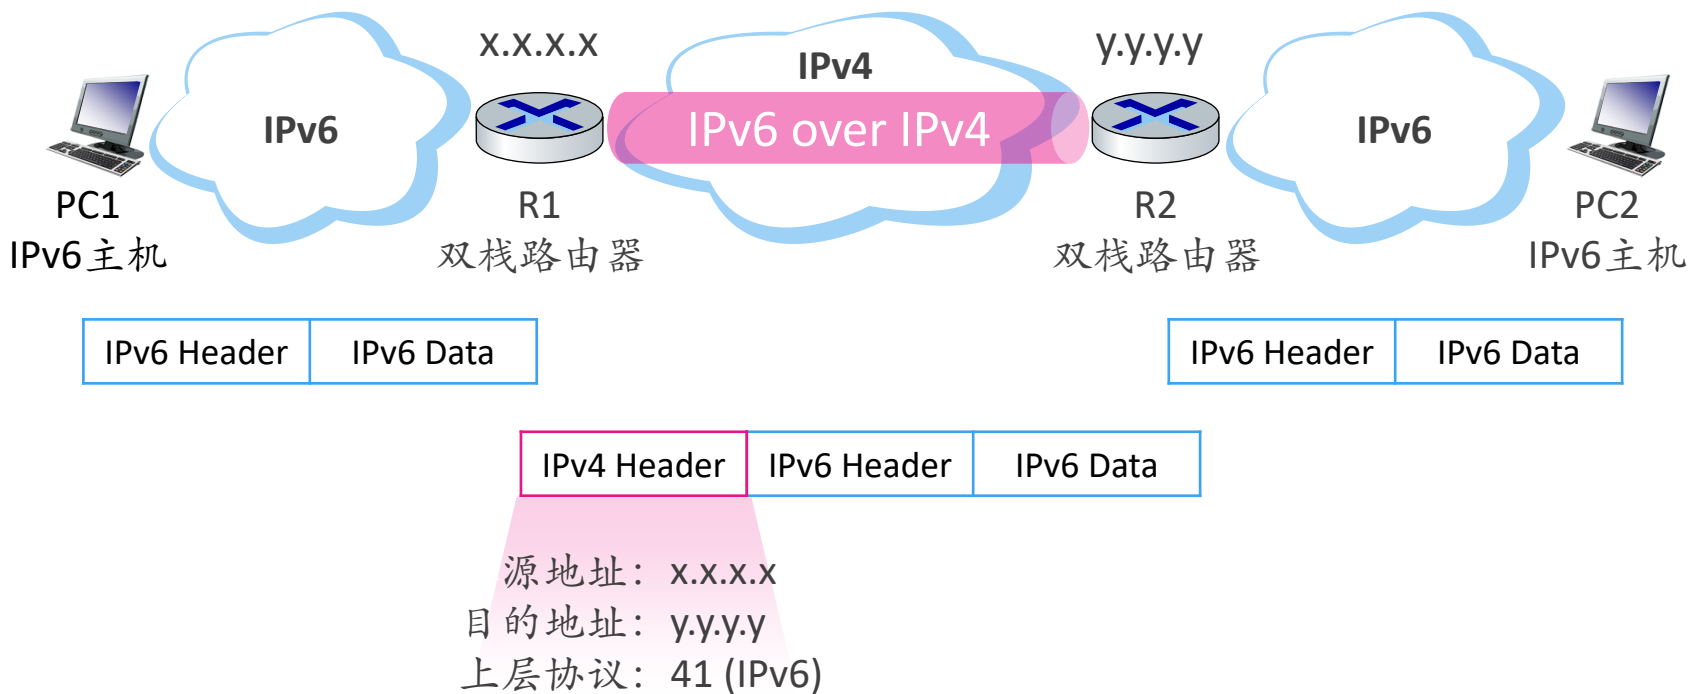 x.x.x.x
y.y.y.y
IPv4
IPv6
IPv6 over IPv4
IPv6
PC1
R1
R2
PC2
IPv6主机
双栈路由器
双栈路由器
IPv6主机
IPv6 Header
IPv6 Data
IPv6 Header
IPv6 Data
IPv4 Header
IPv6 Header
IPv6 Data
源地址：x.x.x.x
目的地址：y.y.y.y
上层协议：41 (IPv6)